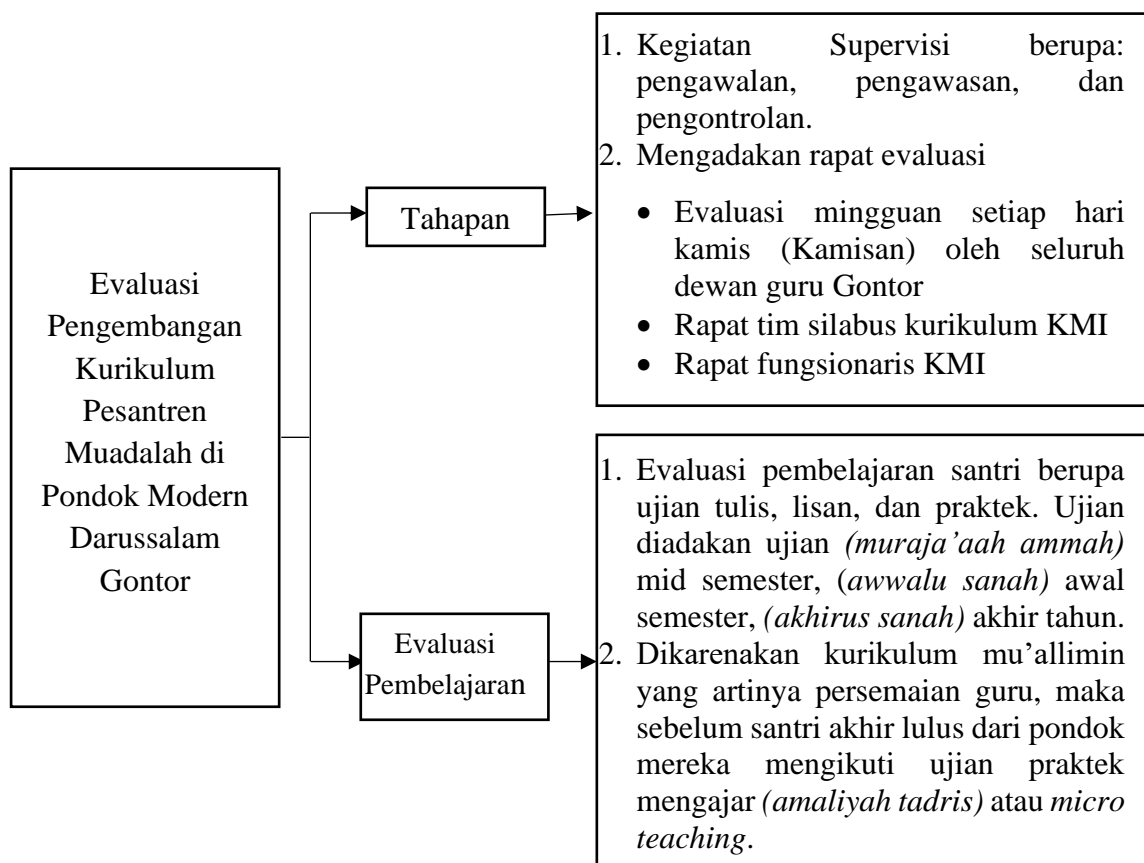 Evaluasi
Pengembangan
Kurikulum
Pesantren
Muadalah di
Pondok Modern
Darussalam
Gontor
Tahapan
1. Kegiatan Supervisi berupa:
pengawalan, pengawasan, dan
pengontrolan.
2. Mengadakan rapat evaluasi
• Evaluasi mingguan setiap hari
kamis (Kamisan) oleh seluruh
dewan guru Gontor
• Rapat tim silabus kurikulum KMI
• Rapat fungsionaris KMI
Evaluasi
Pembelajaran
1. Evaluasi pembelajaran santri berupa
ujian tulis, lisan, dan praktek. Ujian
diadakan ujian (muraja’aah ammah)
mid semester, (awwalu sanah) awal
semester, (akhirus sanah) akhir tahun.
2. Dikarenakan kurikulum mu’allimin
yang artinya persemaian guru, maka
sebelum santri akhir lulus dari pondok
mereka mengikuti ujian praktek
mengajar (amaliyah tadris) atau micro
teaching.